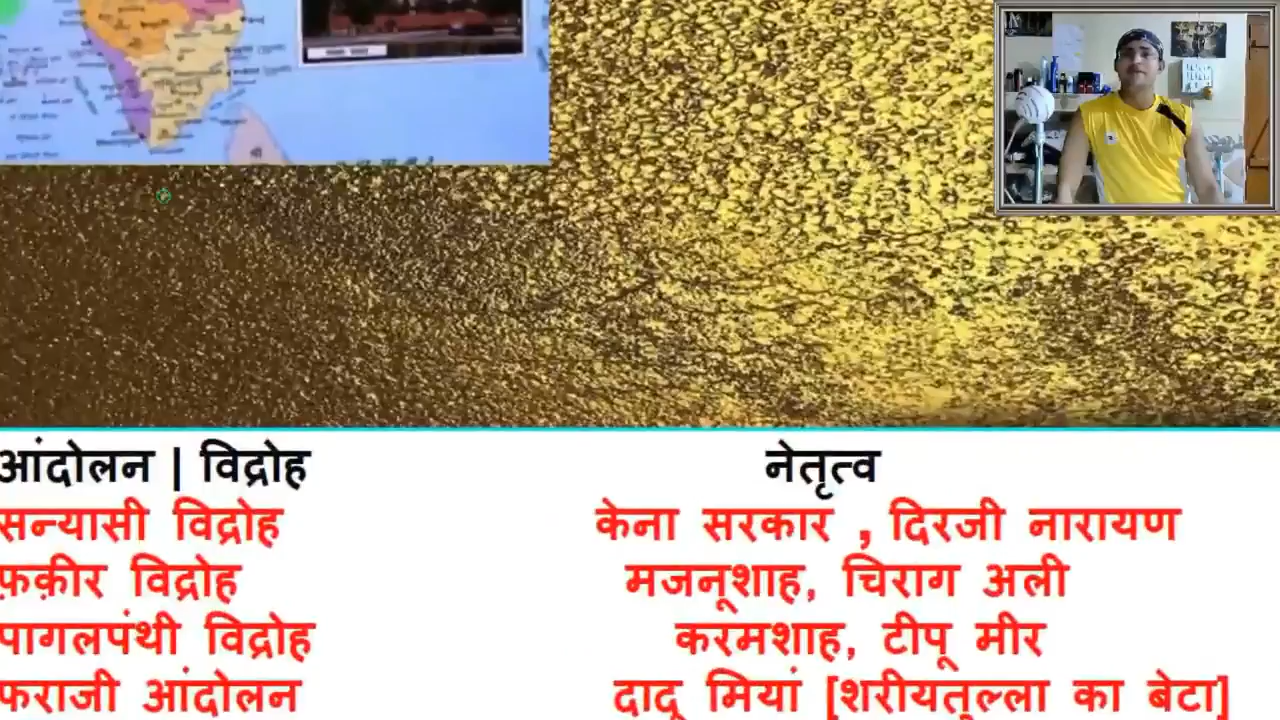 आंदोलन | विद्रोह नेतृत्व
सन्यासी विद्रोह केना सरकार , दिरजी नारायण
फ़क़ीर विद्रोह मजनूशाह, चिराग अली
पागलपंथी विद्रोह करमशाह, टीपू मीर
फराजी आंदोलन दादू मियां [शरीयतुल्ला का बेटा]